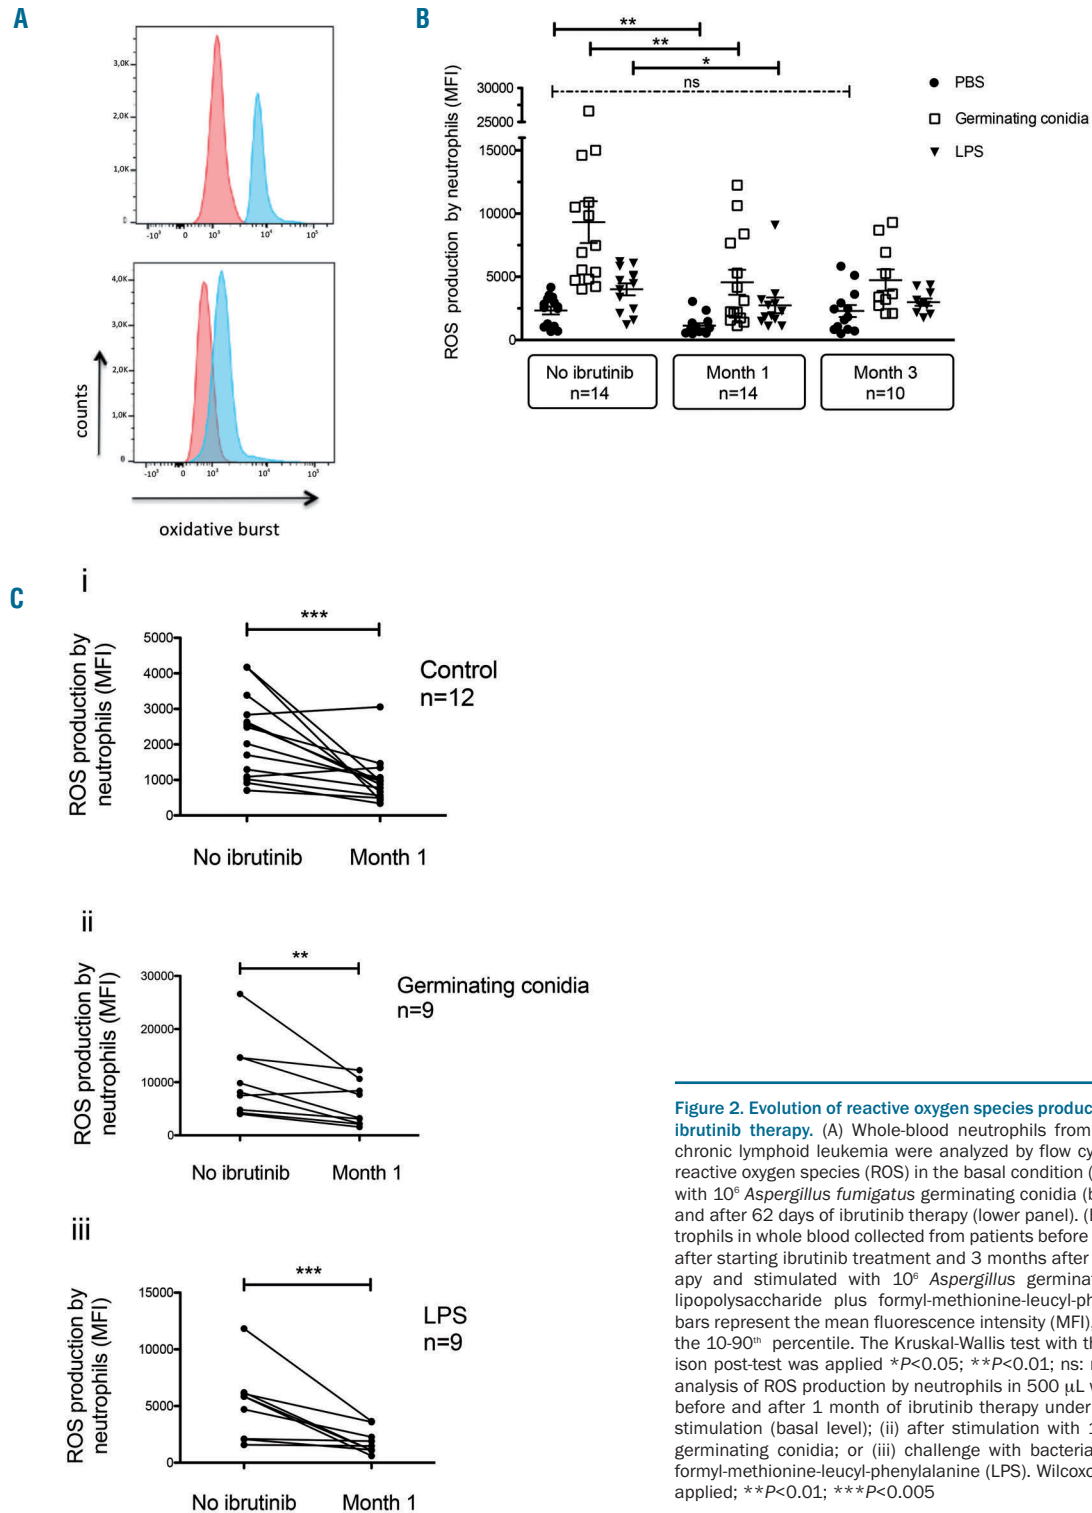 A
3,0K
2,0K
1,0K
0
-10³ 0 10³ 10⁴ 10⁵
4,0K
3,0K
2,0K
1,0K
0
-10³ 0 10³ 10⁴ 10⁵
counts
oxidative burst
B
**
**
*
ns
ROS production by neutrophils (MFI)
30000
25000
15000
10000
5000
0
PBS
Germinating conidia
LPS
No ibrutinib
n=14
Month 1
n=14
Month 3
n=10
C
i
***
ROS production by
neutrophils (MFI)
5000
4000
3000
2000
1000
0
Control
n=12
No ibrutinib Month 1
ii
**
ROS production by
neutrophils (MFI)
30000
20000
10000
0
Germinating conidia
n=9
No ibrutinib Month 1
iii
***
ROS production by
neutrophils (MFI)
15000
10000
5000
0
LPS
n=9
No ibrutinib Month 1
Figure 2. Evolution of reactive oxygen species produc
ibrutinib therapy. (A) Whole-blood neutrophils from
chronic lymphoid leukemia were analyzed by flow cy
reactive oxygen species (ROS) in the basal condition (
with 10⁶ Aspergillus fumigatus germinating conidia (b
and after 62 days of ibrutinib therapy (lower panel). (
trophils in whole blood collected from patients before
after starting ibrutinib treatment and 3 months after
apy and stimulated with 10⁶ Aspergillus germinat
lipopolysaccharide plus formyl-methionine-leucyl-ph
bars represent the mean fluorescence intensity (MFI),
the 10-90ᵗʰ percentile. The Kruskal-Wallis test with th
ison post-test was applied *P<0.05; **P<0.01; ns: r
analysis of ROS production by neutrophils in 500 μL w
before and after 1 month of ibrutinib therapy under
stimulation (basal level); (ii) after stimulation with 1
germinating conidia; or (iii) challenge with bacteria
formyl-methionine-leucyl-phenylalanine (LPS). Wilcoxo
applied; **P<0.01; ***P<0.005